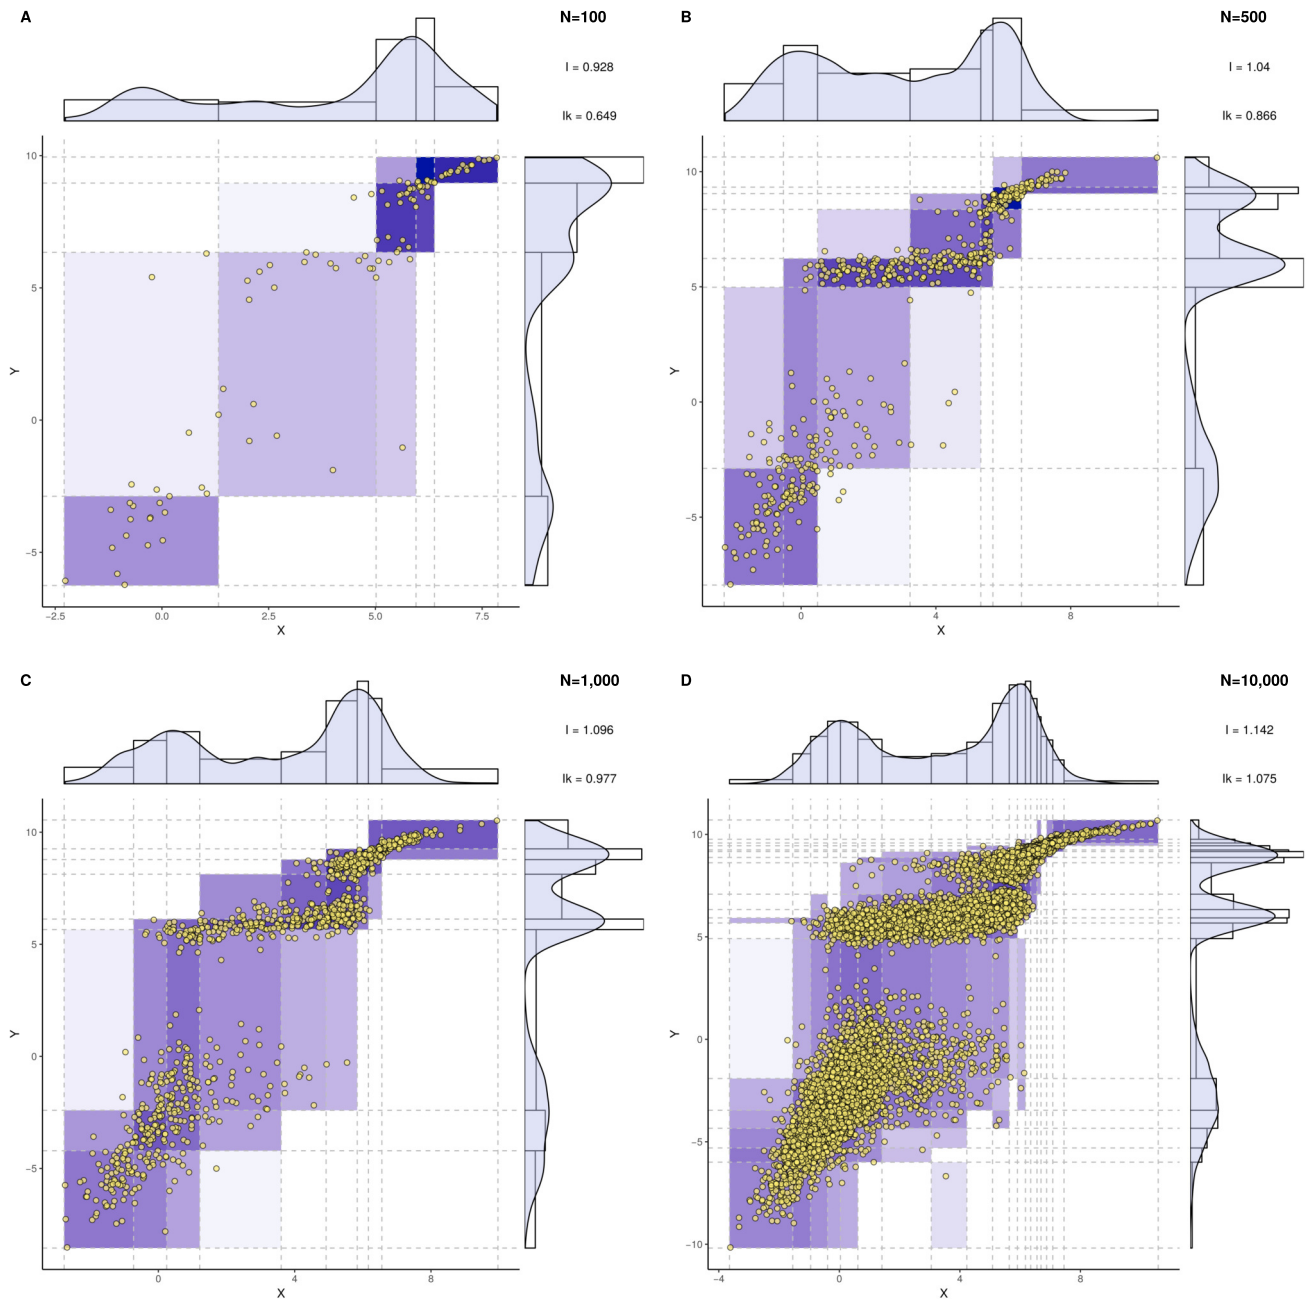 A
N=100
I = 0.928
Ik = 0.649
10
5
0
−5
Y
−2.5 0.0 2.5 5.0 7.5
X
B
N=500
I = 1.04
Ik = 0.866
10
5
0
−5
Y
0 4 8
X
C
N=1,000
I = 1.096
Ik = 0.977
10
5
0
−5
Y
0 4 8
X
D
N=10,000
I = 1.142
Ik = 1.075
10
5
0
−5
−10
Y
−4 0 4 8
X